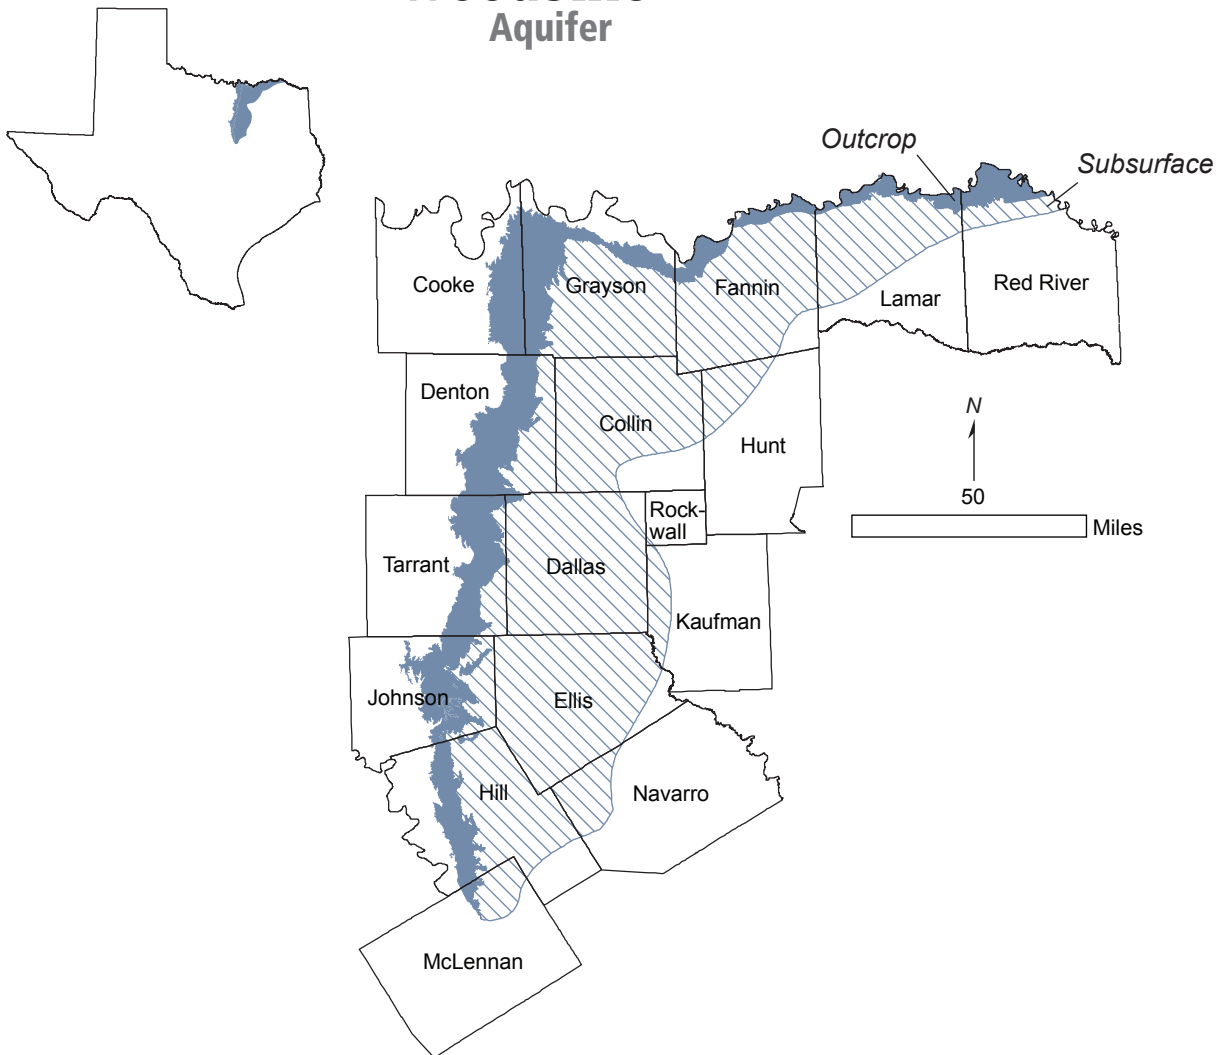 Aquifer
Outcrop
Subsurface
Cooke
Grayson
Fannin
Lamar
Red River
Denton
Collin
Hunt
N
50
Miles
Rock-
wall
Tarrant
Dallas
Kaufman
Johnson
Ellis
Hill
Navarro
McLennan